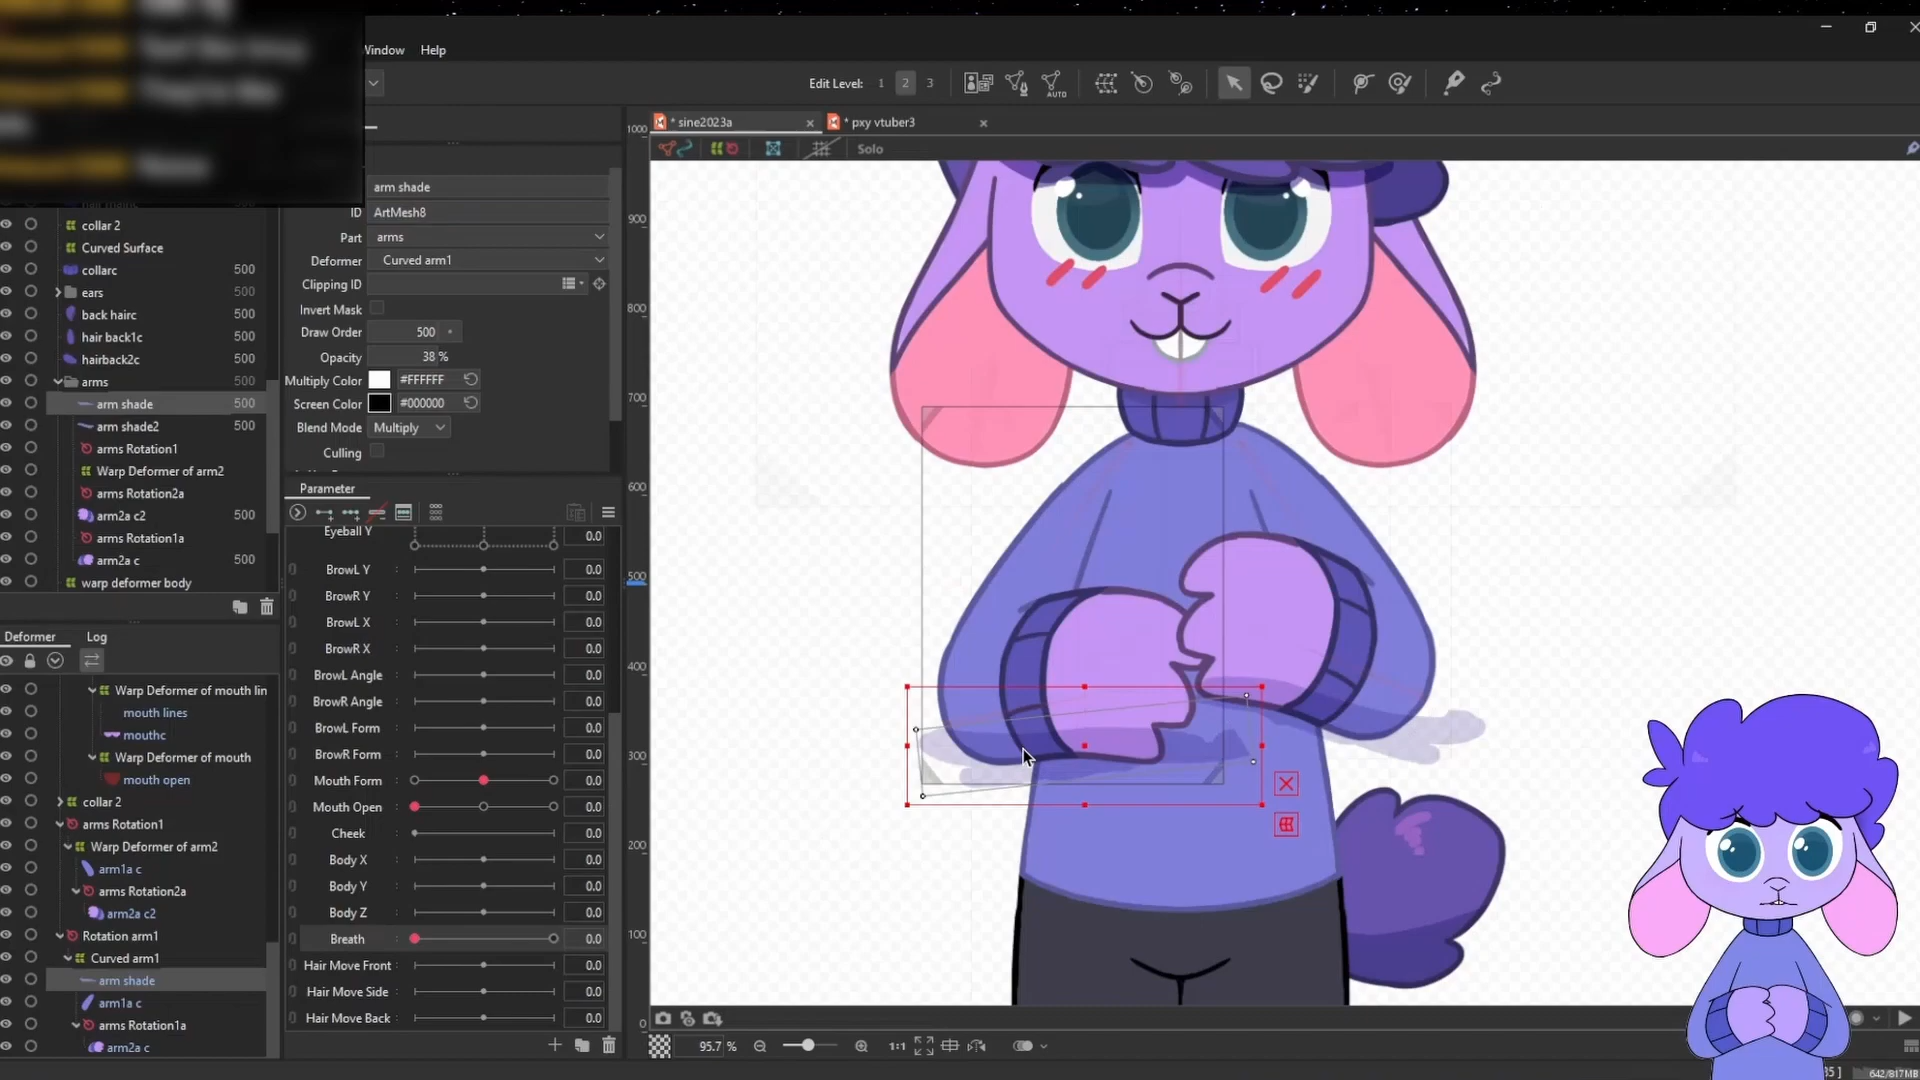 Window Help
Edit Level: 1 2 3
AUTO
* sine2023a
* pxy vtuber3
Solo
collar 2
Curved Surface
collarc 500
ears 500
back hairc 500
hair back1c 500
hairback2c 500
arms 500
arm shade 500
arm shade2 500
arms Rotation1
Warp Deformer of arm2
arms Rotation2a
arm2a c2 500
arms Rotation1a
arm2a c 500
warp deformer body
arm shade
ID ArtMesh8
Part arms
Deformer Curved arm1
Clipping ID
Invert Mask
Draw Order 500
Opacity 38 %
Multiply Color #FFFFFF
Screen Color #000000
Blend Mode Multiply
Culling
Parameter
Eyeball Y 0.0
BrowL Y 0.0
BrowR Y 0.0
BrowL X 0.0
BrowR X 0.0
BrowL Angle 0.0
BrowR Angle 0.0
BrowL Form 0.0
BrowR Form 0.0
Mouth Form 0.0
Mouth Open 0.0
Cheek 0.0
Body X 0.0
Body Y 0.0
Body Z 0.0
Breath 0.0
Hair Move Front 0.0
Hair Move Side 0.0
Hair Move Back 0.0
Deformer Log
Warp Deformer of mouth lin
mouth lines
mouthc
Warp Deformer of mouth
mouth open
collar 2
arms Rotation1
Warp Deformer of arm2
arm1a c
arms Rotation2a
arm2a c2
Rotation arm1
Curved arm1
arm shade
arm1a c
arms Rotation1a
arm2a c
1000
900
800
700
600
500
400
300
200
100
0
95.7 %
1:1
642/817MB